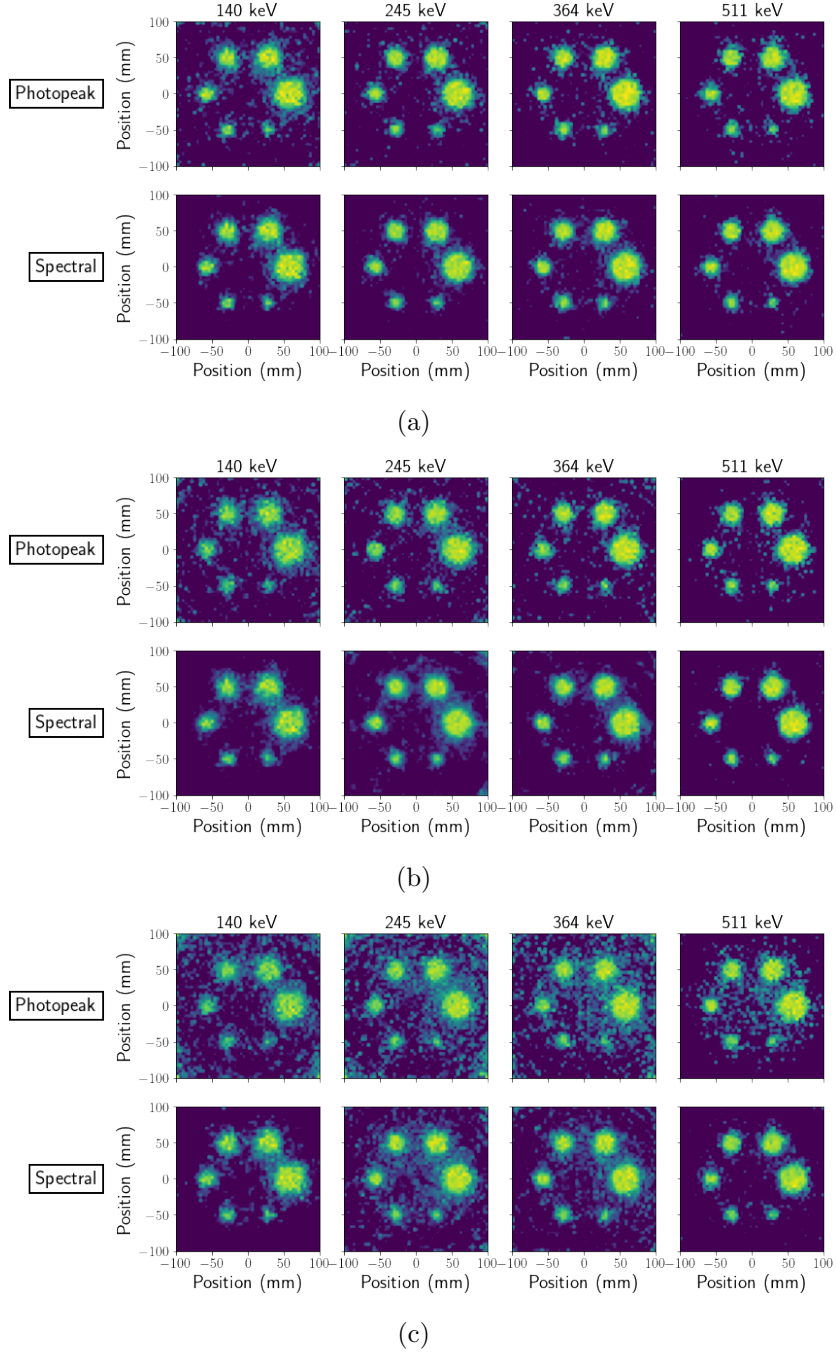 140 keV 245 keV 364 keV 511 keV
Photopeak
Position (mm)
100
50
0
−50
−100
Spectral
Position (mm)
100
50
0
−50
−100
−100 −50 0 50 100−100 −50 0 50 100−100 −50 0 50 100−100 −50 0 50 100
Position (mm) Position (mm) Position (mm) Position (mm)
(a)
140 keV 245 keV 364 keV 511 keV
Photopeak
Position (mm)
100
50
0
−50
−100
Spectral
Position (mm)
100
50
0
−50
−100
−100 −50 0 50 100−100 −50 0 50 100−100 −50 0 50 100−100 −50 0 50 100
Position (mm) Position (mm) Position (mm) Position (mm)
(b)
140 keV 245 keV 364 keV 511 keV
Photopeak
Position (mm)
100
50
0
−50
−100
Spectral
Position (mm)
100
50
0
−50
−100
−100 −50 0 50 100−100 −50 0 50 100−100 −50 0 50 100−100 −50 0 50 100
Position (mm) Position (mm) Position (mm) Position (mm)
(c)